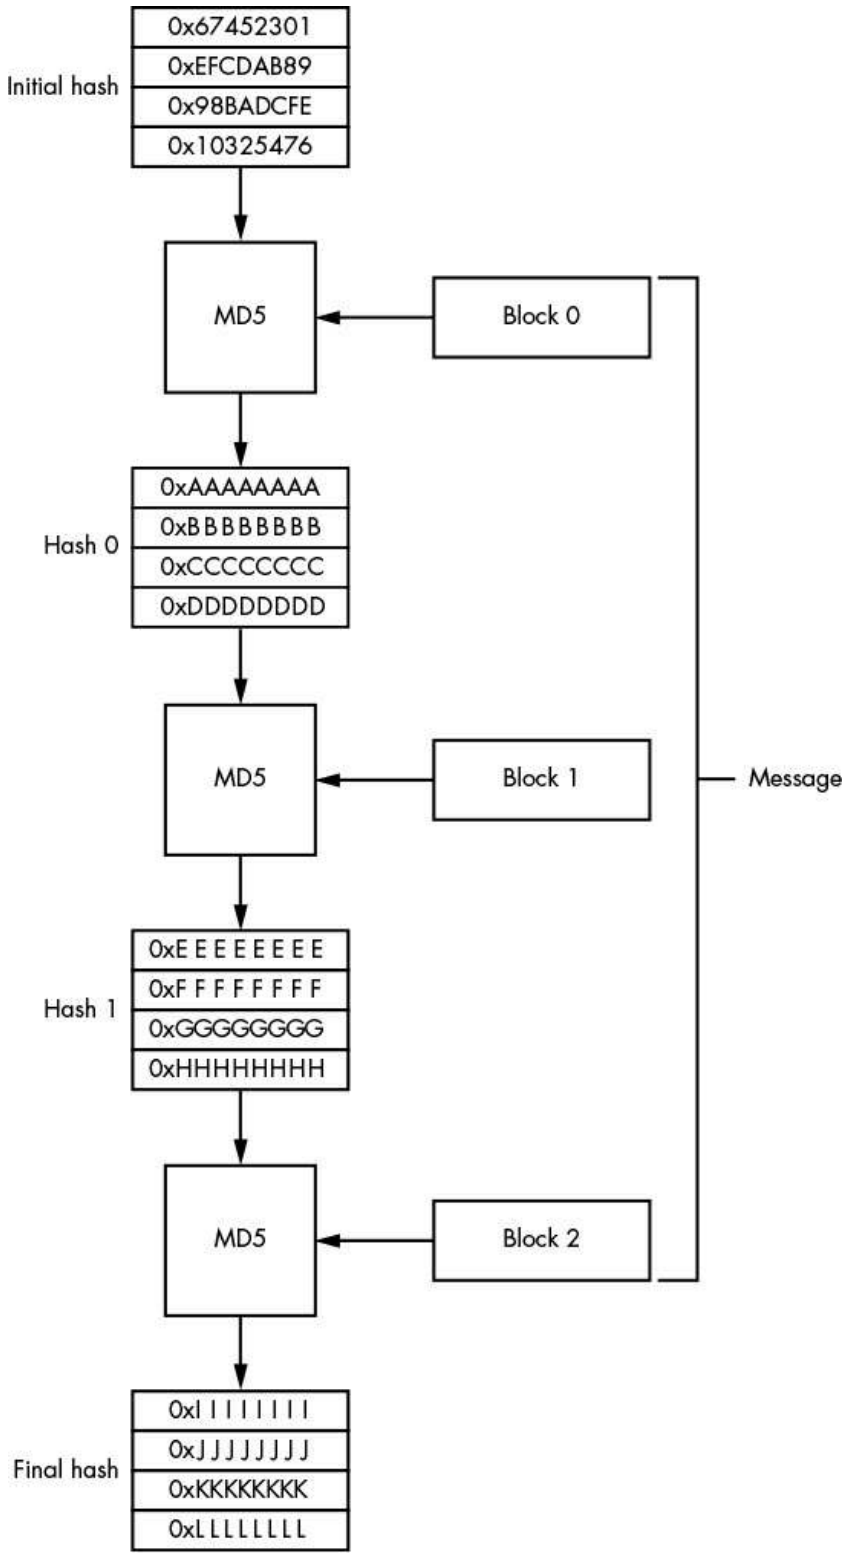 0x67452301
0xEFCDAB89
Initial hash
0x98BADCFE
0x10325476
MD5
Block 0
0xAAAAAAAA
0xBBBBBBBB
Hash 0
0xCCCCCCCC
0xDDDDDDDD
MD5
Block 1
Message
0xEEEEEEEE
0xFFFFFFFF
Hash 1
0xGGGGGGGG
0xHHHHHHHH
MD5
Block 2
0xIIIIIIII
0xJJJJJJJJ
Final hash
0xKKKKKKKK
0xLLLLLLLL